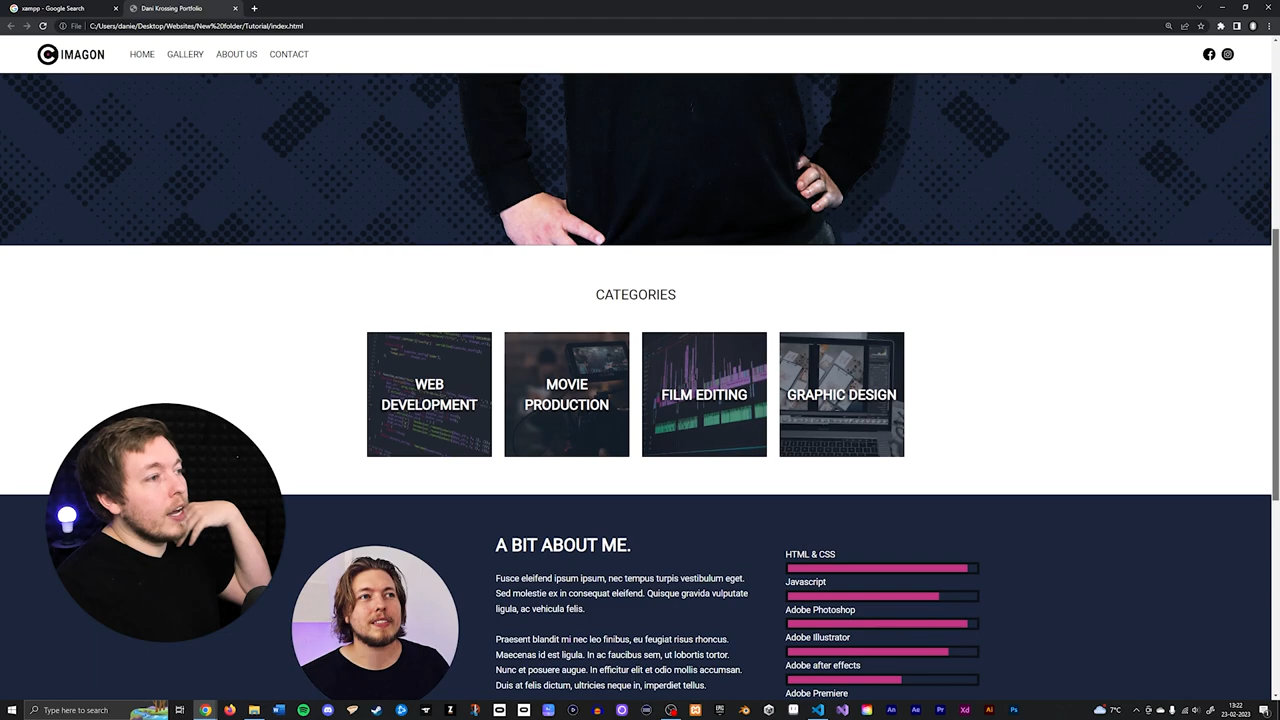 xampp - Google Search
Dani Krossing Portfolio
File
C:/Users/danie/Desktop/Websites/New%20folder/Tutorial/index.html
IMAGON
HOME
GALLERY
ABOUT US
CONTACT
CATEGORIES
WEB
DEVELOPMENT
MOVIE
PRODUCTION
FILM EDITING
GRAPHIC DESIGN
A BIT ABOUT ME.
Fusce eleifend ipsum ipsum, nec tempus turpis vestibulum eget.
Sed molestie ex in consequat eleifend. Quisque gravida vulputate
ligula, ac vehicula felis.
Praesent blandit mi nec leo finibus, eu feugiat risus rhoncus.
Maecenas id est ligula. In ac faucibus sem, ut lobortis tortor.
Nunc et posuere augue. In efficitur elit et odio mollis accumsan.
Duis at felis dictum, ultricies neque in, imperdiet tellus.
HTML & CSS
Javascript
Adobe Photoshop
Adobe Illustrator
Adobe after effects
Adobe Premiere
Type here to search
Ae
An
Pr
Xd
Ai
Ps
7°C
13:22
23-02-2023